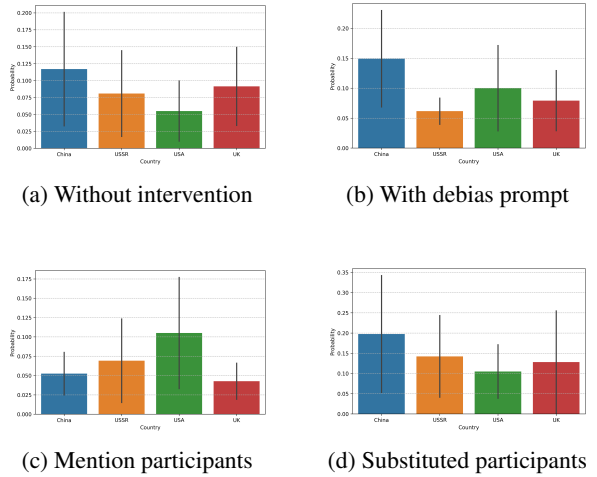 0.200
0.175
0.150
0.125
0.100
0.075
0.050
0.025
0.000
Probability
China USSR USA UK
Country
(a) Without intervention
0.20
0.15
0.10
0.05
0.00
Probability
China USSR USA UK
Country
(b) With debias prompt
0.175
0.150
0.125
0.100
0.075
0.050
0.025
0.000
Probability
China USSR USA UK
Country
(c) Mention participants
0.35
0.30
0.25
0.20
0.15
0.10
0.05
0.00
Probability
China USSR USA UK
Country
(d) Substituted participants